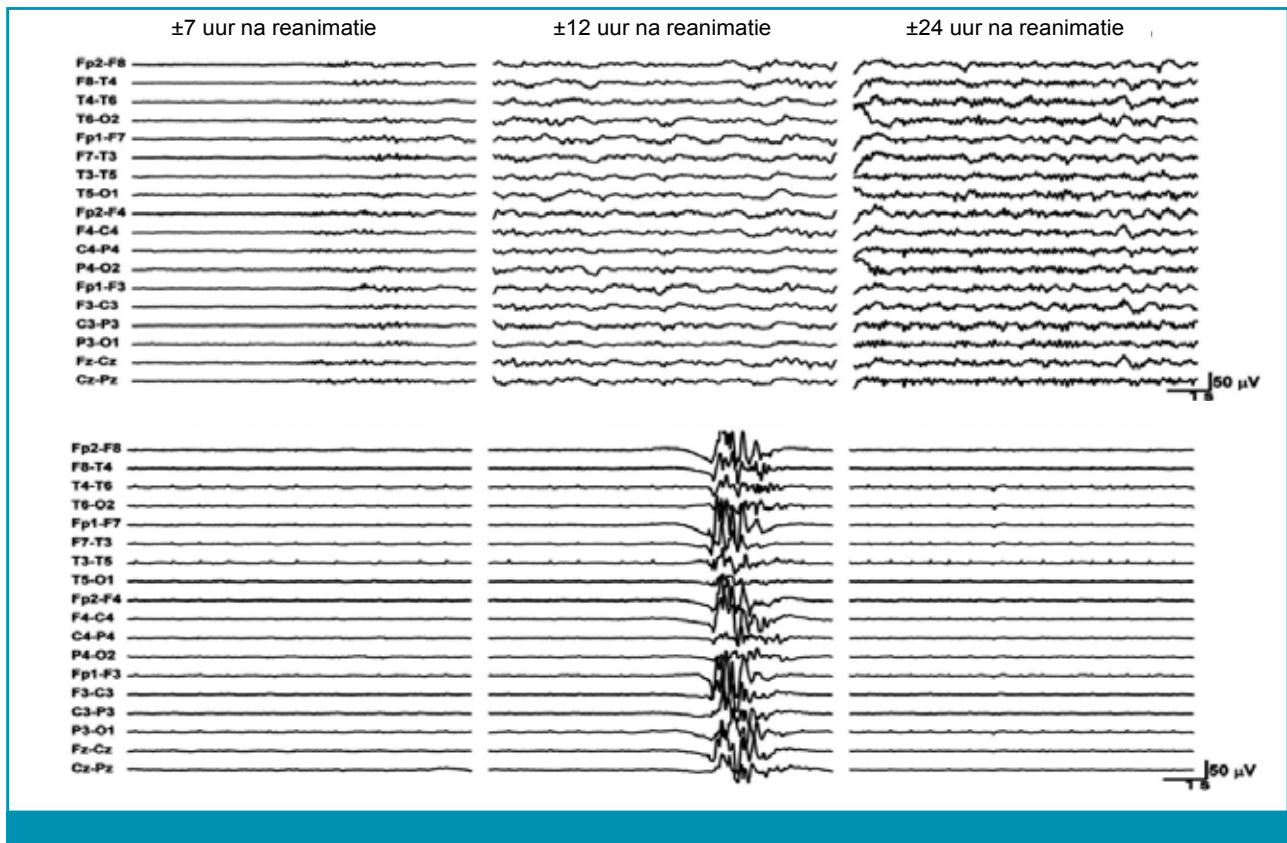 ±7 uur na reanimatie ±12 uur na reanimatie ±24 uur na reanimatie
Fp2-F8
F8-T4
T4-T6
T6-O2
Fp1-F7
F7-T3
T3-T5
T5-O1
Fp2-F4
F4-C4
C4-P4
P4-O2
Fp1-F3
F3-C3
C3-P3
P3-O1
Fz-Cz
Cz-Pz
50 µV
1 s
Fp2-F8
F8-T4
T4-T6
T6-O2
Fp1-F7
F7-T3
T3-T5
T5-O1
Fp2-F4
F4-C4
C4-P4
P4-O2
Fp1-F3
F3-C3
C3-P3
P3-O1
Fz-Cz
Cz-Pz
50 µV
1 s